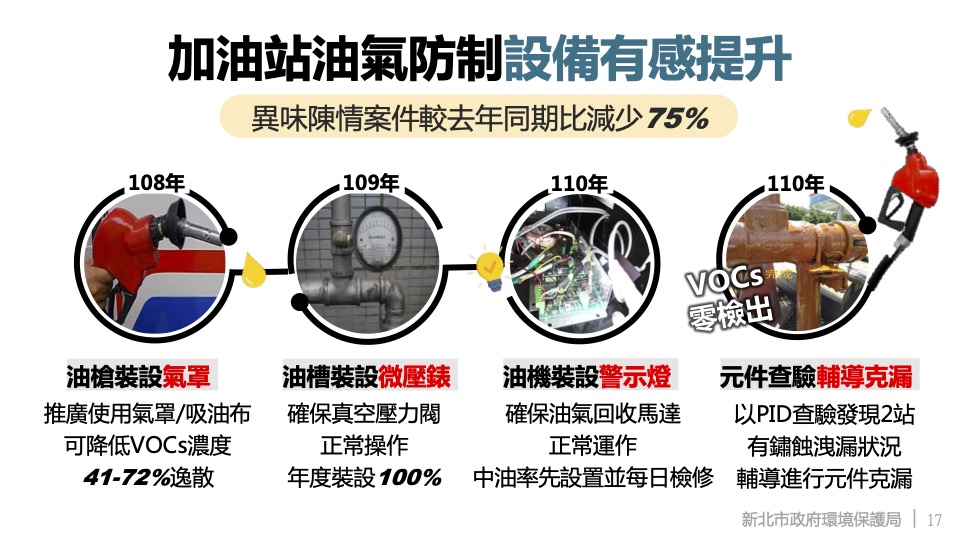 加油站油氣防制設備有感提升
異味陳情案件較去年同期比減少75%
108年
109年
110年
110年
VOCs
零檢出
油槍裝設氣罩
推廣使用氣罩/吸油布
可降低VOCs濃度
41-72%逸散
油槽裝設微壓錶
確保真空壓力閥
正常操作
年度裝設100%
油機裝設警示燈
確保油氣回收馬達
正常運作
中油率先設置並每日檢修
元件查驗輔導克漏
以PID查驗發現2站
有鏽蝕洩漏狀況
輔導進行元件克漏
新北市政府環境保護局 | 17